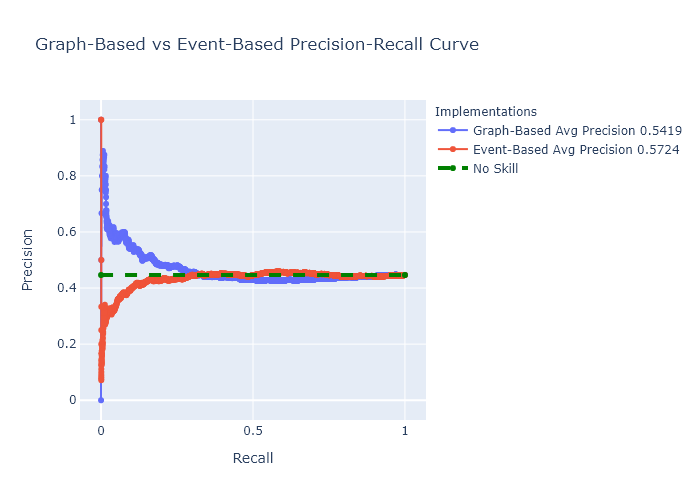 Graph-Based vs Event-Based Precision-Recall Curve
Implementations
Graph-Based Avg Precision 0.5419
Event-Based Avg Precision 0.5724
No Skill
Precision
1
0.8
0.6
0.4
0.2
0
0
0.5
1
Recall